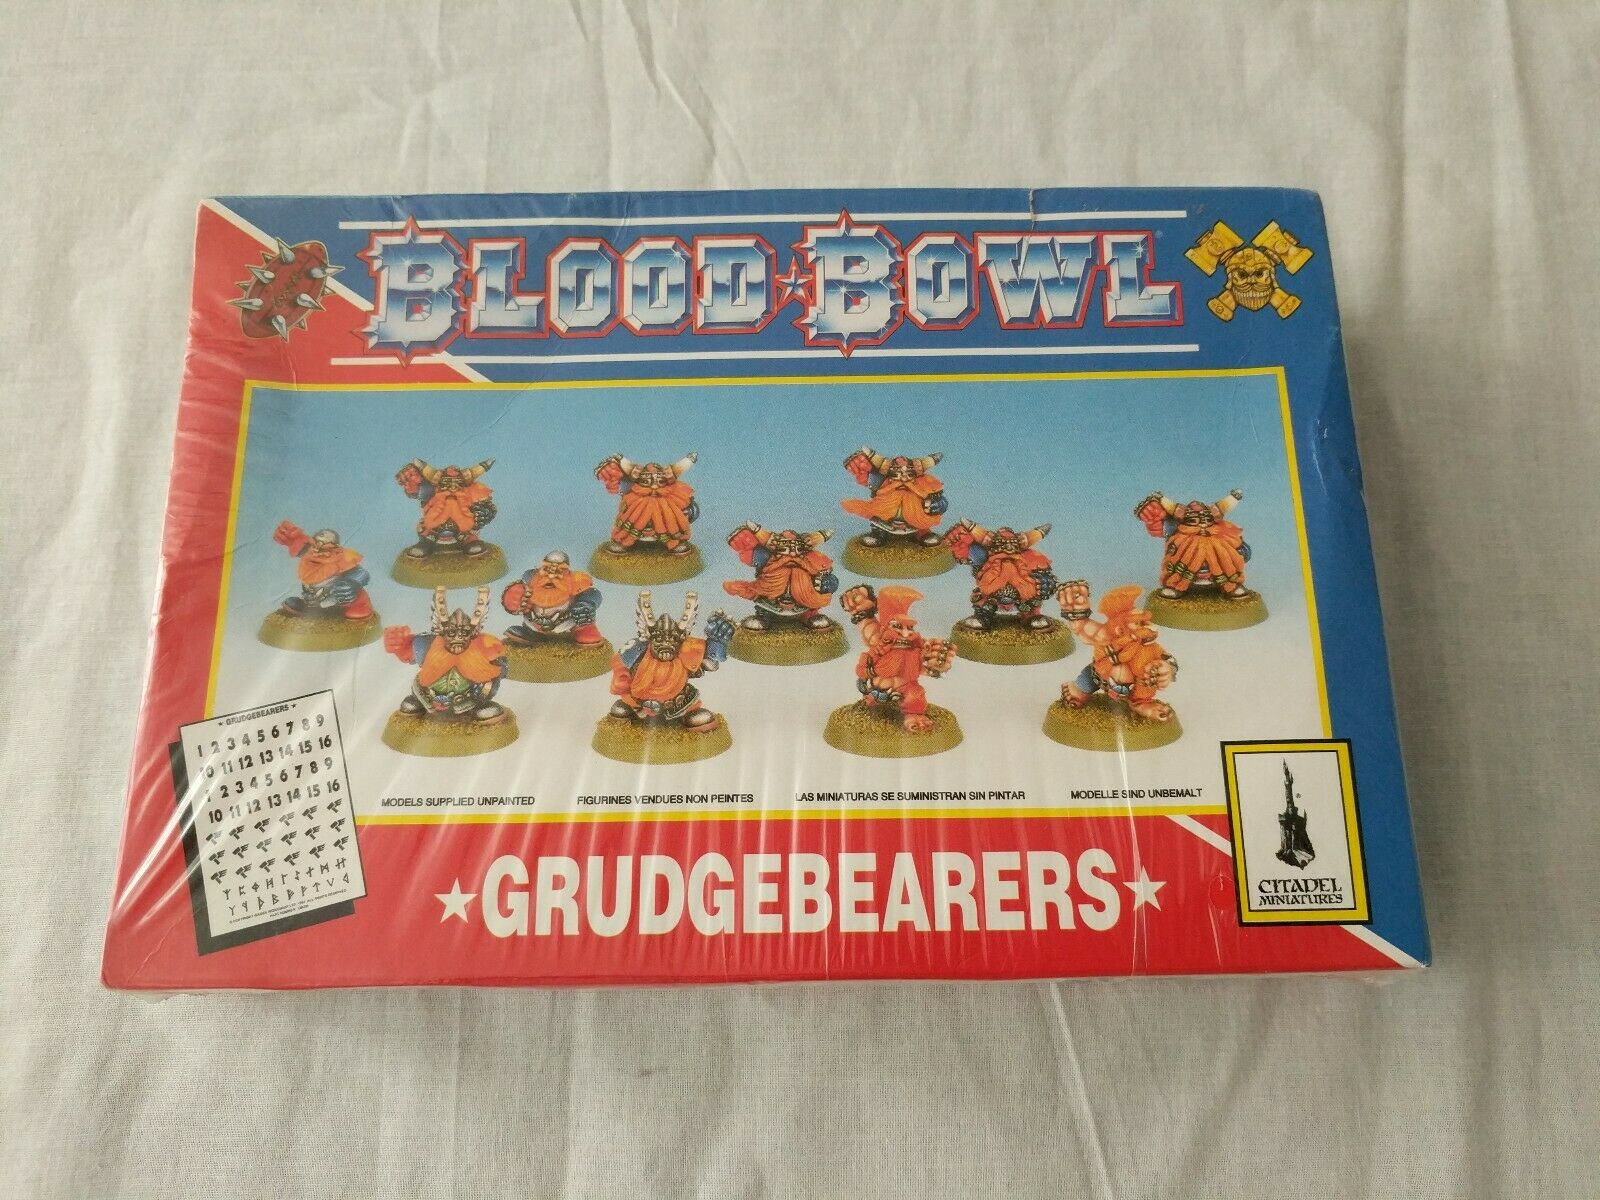 BLOOD★BOWL
★ GRUDGEBEARERS ★
1 2 3 4 5 6 7 8 9
10 11 12 13 14 15 16
1 2 3 4 5 6 7 8 9
10 11 12 13 14 15 16
MODELS SUPPLIED UNPAINTED
FIGURINES VENDUES NON PEINTES
LAS MINIATURAS SE SUMINISTRAN SIN PINTAR
MODELLE SIND UNBEMALT
★GRUDGEBEARERS★
CITADEL
MINIATURES